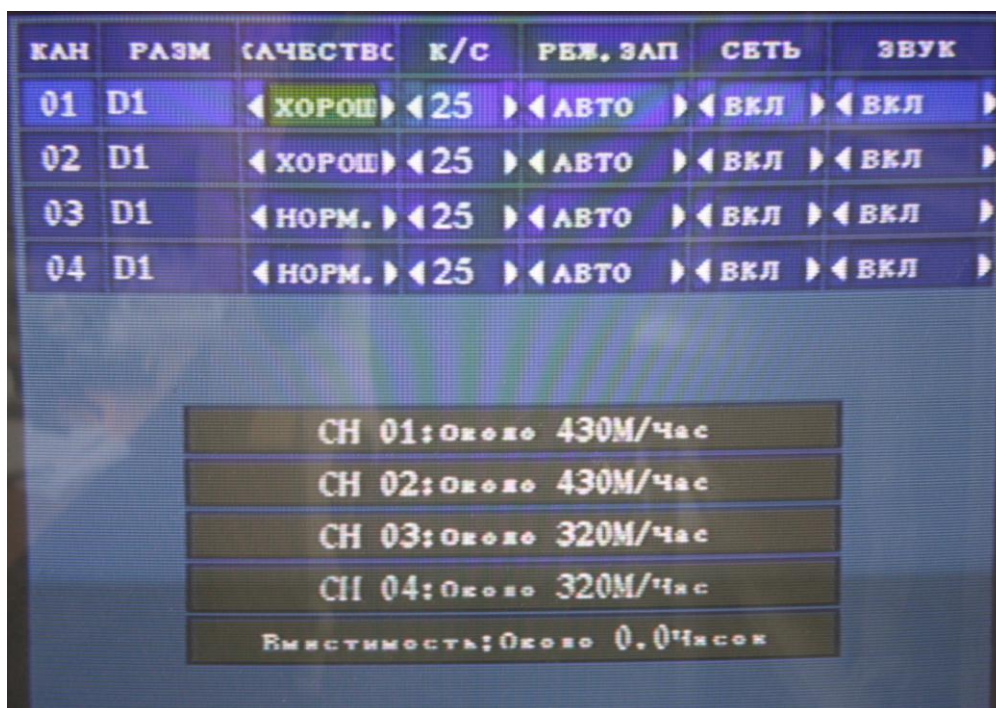 КАН РАЗМ КАЧЕСТВО К/С РЕЖ.ЗАП СЕТЬ ЗВУК
01 D1 ХОРОШ 25 АВТО ВКЛ ВКЛ
02 D1 ХОРОШ 25 АВТО ВКЛ ВКЛ
03 D1 НОРМ. 25 АВТО ВКЛ ВКЛ
04 D1 НОРМ. 25 АВТО ВКЛ ВКЛ
CH 01:Около 430M/Час
CH 02:Около 430M/Час
CH 03:Около 320M/Час
CH 04:Около 320M/Час
Вместимость:Около 0.0Часов